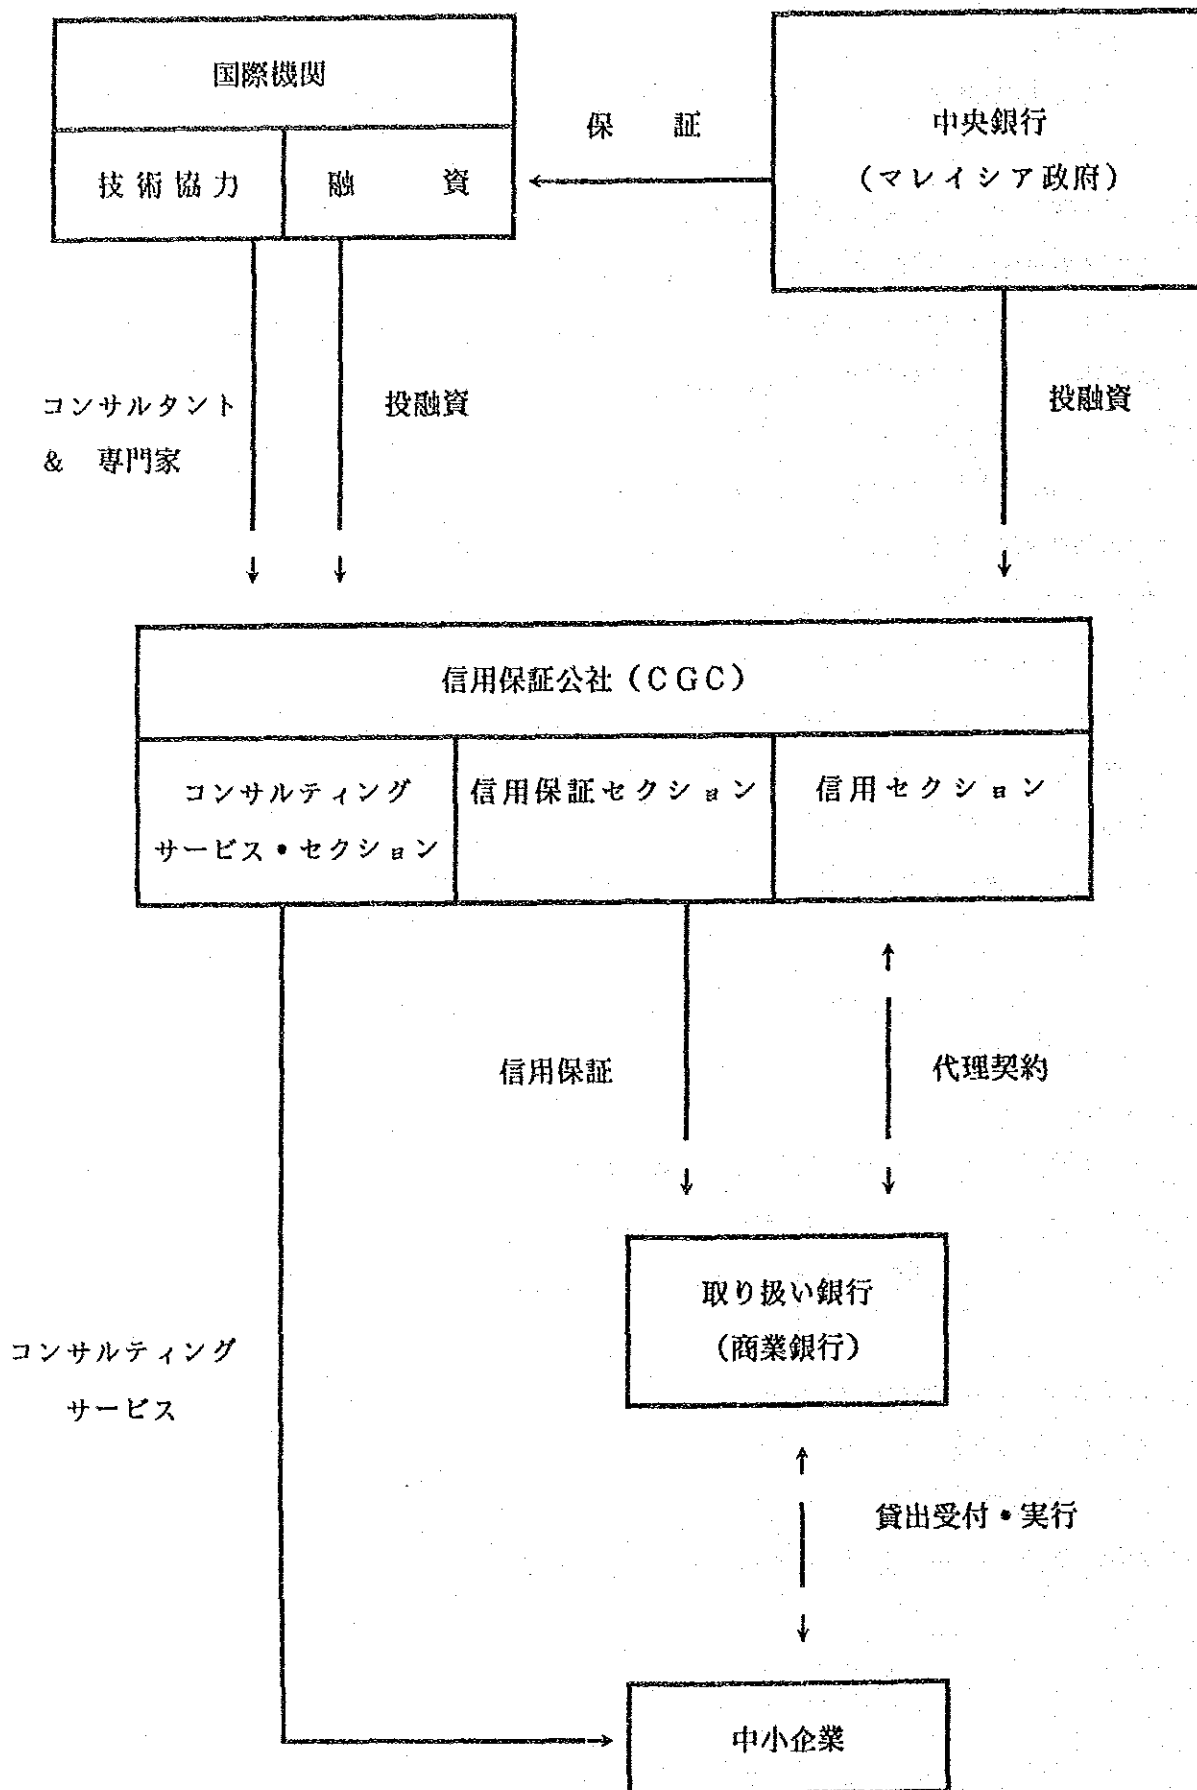 国際機関
技術協力
融　資
保　証
中央銀行
（マレイシア政府）
コンサルタント
＆　専門家
投融資
投融資
信用保証公社（ＣＧＣ）
コンサルティング
サービス・セクション
信用保証セクション
信用セクション
信用保証
代理契約
取り扱い銀行
（商業銀行）
コンサルティング
サービス
貸出受付・実行
中小企業